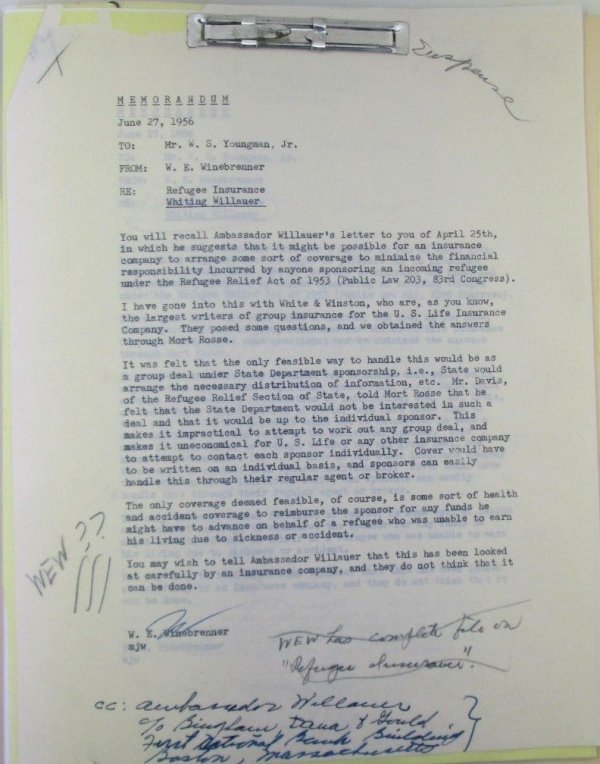 Suspense
MEMORANDUM
June 27, 1956
TO: Mr. W. S. Youngman, Jr.
FROM: W. E. Winebrenner
RE: Refugee Insurance
Whiting Willauer
You will recall Ambassador Willauer's letter to you of April 25th,
in which he suggests that it might be possible for an insurance
company to arrange some sort of coverage to minimize the financial
responsibility incurred by anyone sponsoring an incoming refugee
under the Refugee Relief Act of 1953 (Public Law 203, 83rd Congress).
I have gone into this with White & Winston, who are, as you know,
the largest writers of group insurance for the U. S. Life Insurance
Company. They posed some questions, and we obtained the answers
through Mort Rosse.
It was felt that the only feasible way to handle this would be as
a group deal under State Department sponsorship, i.e., State would
arrange the necessary distribution of information, etc. Mr. Davis,
of the Refugee Relief Section of State, told Mort Rosse that he
felt that the State Department would not be interested in such a
deal and that it would be up to the individual sponsor. This
makes it impractical to attempt to work out any group deal, and
makes it uneconomical for U. S. Life or any other insurance company
to attempt to contact each sponsor individually. Cover would have
to be written on an individual basis, and sponsors can easily
handle this through their regular agent or broker.
The only coverage deemed feasible, of course, is some sort of health
and accident coverage to reimburse the sponsor for any funds he
might have to advance on behalf of a refugee who was unable to earn
his living due to sickness or accident.
WEW??
You may wish to tell Ambassador Willauer that this has been looked
at carefully by an insurance company, and they do not think that it
can be done.
W. E. Winebrenner
mjw
WEW has complete file on
"Refugee Insurance".
cc: Ambassador Willauer
c/o Bingham, Dana & Gould
First National Bank Building
Boston, Massachusetts